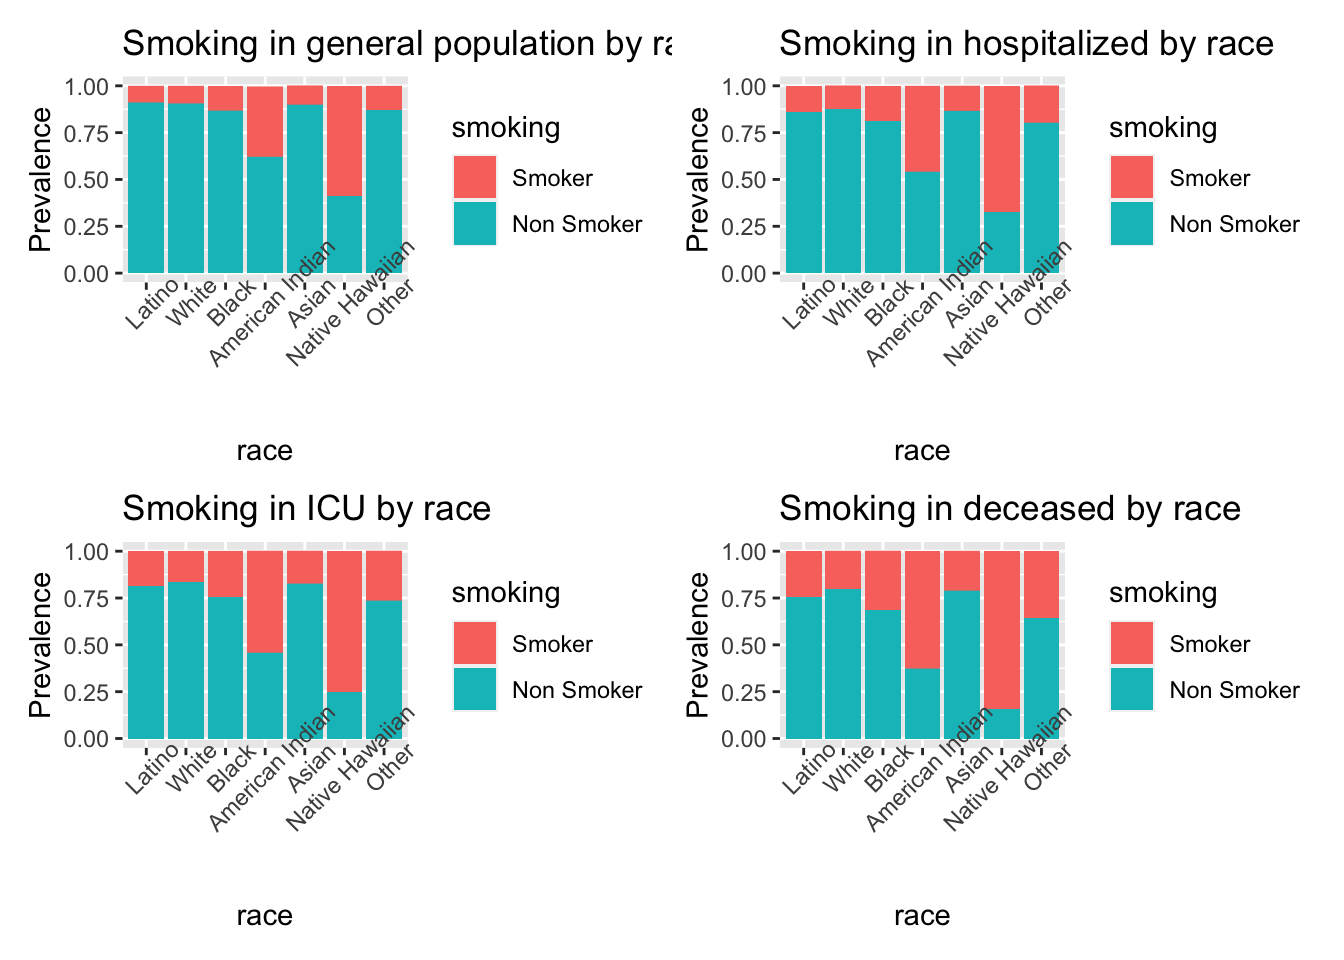 Smoking in general population by ra
Prevalence
1.00
0.75
0.50
0.25
0.00
Latino
White
Black
American Indian
Asian
Native Hawaiian
Other
race
smoking
Smoker
Non Smoker
Smoking in hospitalized by race
Prevalence
1.00
0.75
0.50
0.25
0.00
Latino
White
Black
American Indian
Asian
Native Hawaiian
Other
race
smoking
Smoker
Non Smoker
Smoking in ICU by race
Prevalence
1.00
0.75
0.50
0.25
0.00
Latino
White
Black
American Indian
Asian
Native Hawaiian
Other
race
smoking
Smoker
Non Smoker
Smoking in deceased by race
Prevalence
1.00
0.75
0.50
0.25
0.00
Latino
White
Black
American Indian
Asian
Native Hawaiian
Other
race
smoking
Smoker
Non Smoker